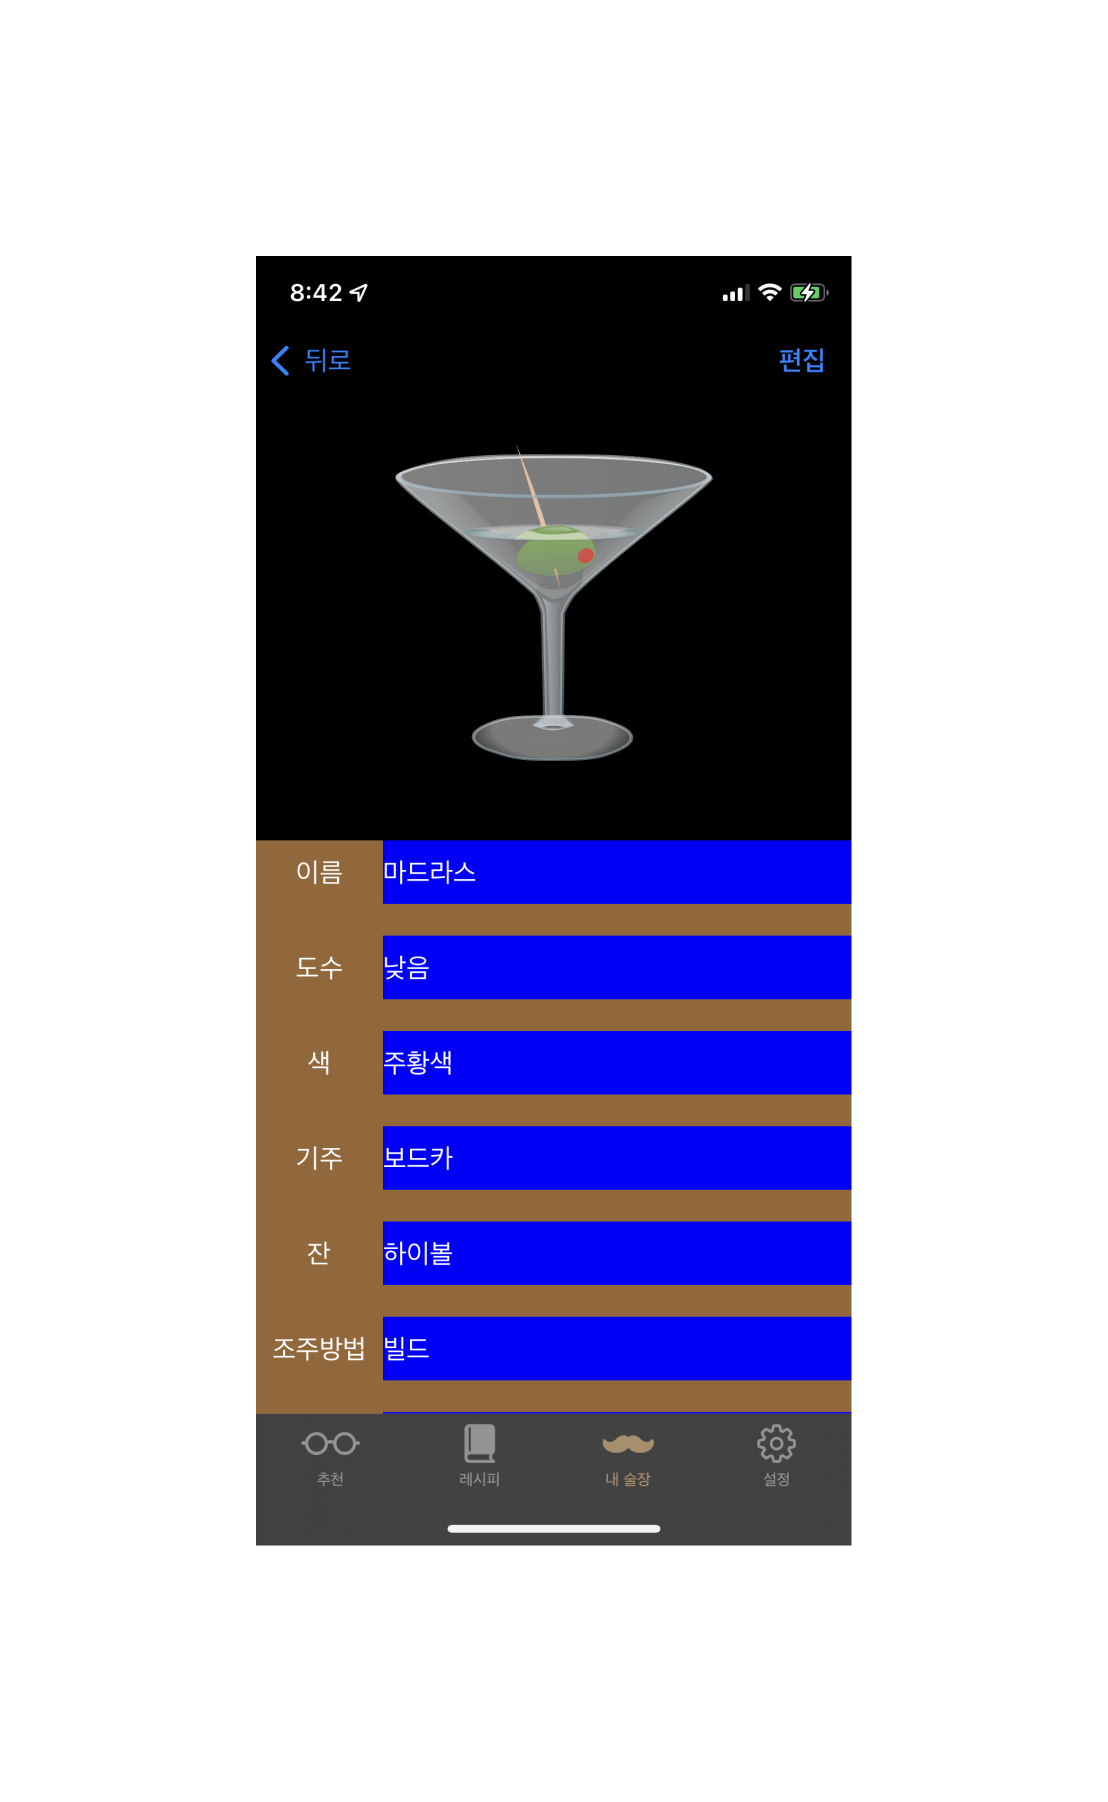 8:42
뒤로 편집
이름 마드라스
도수 낮음
색 주황색
기주 보드카
잔 하이볼
조주방법 빌드
추천 레시피 내 술장 설정